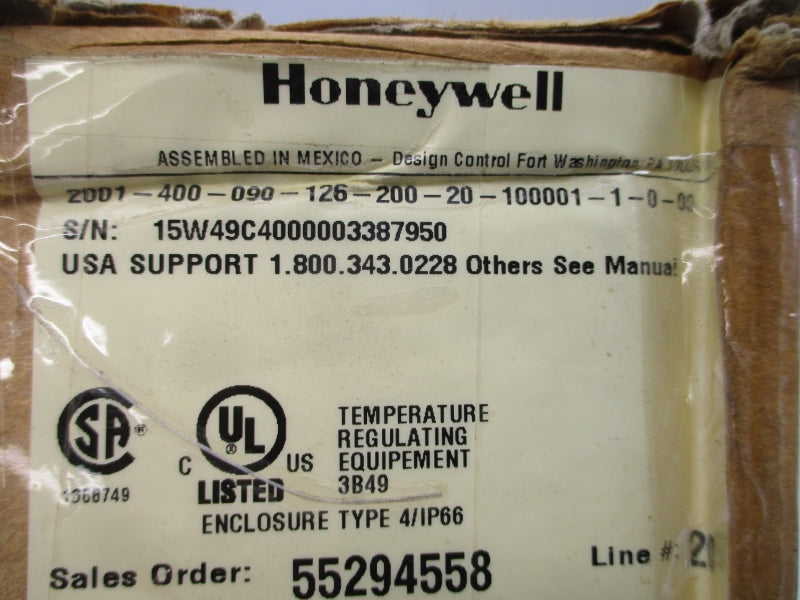 Honeywell
ASSEMBLED IN MEXICO – Design Control Fort Washington, PA
2001-400-090-126-200-20-100001-1-0-00
S/N: 15W49C4000003387950
USA SUPPORT 1.800.343.0228 Others See Manual
SA ®
1366749
C UL ® US
LISTED
TEMPERATURE
REGULATING
EQUIPEMENT
3B49
ENCLOSURE TYPE 4/IP66
Sales Order: 55294558
Line #: